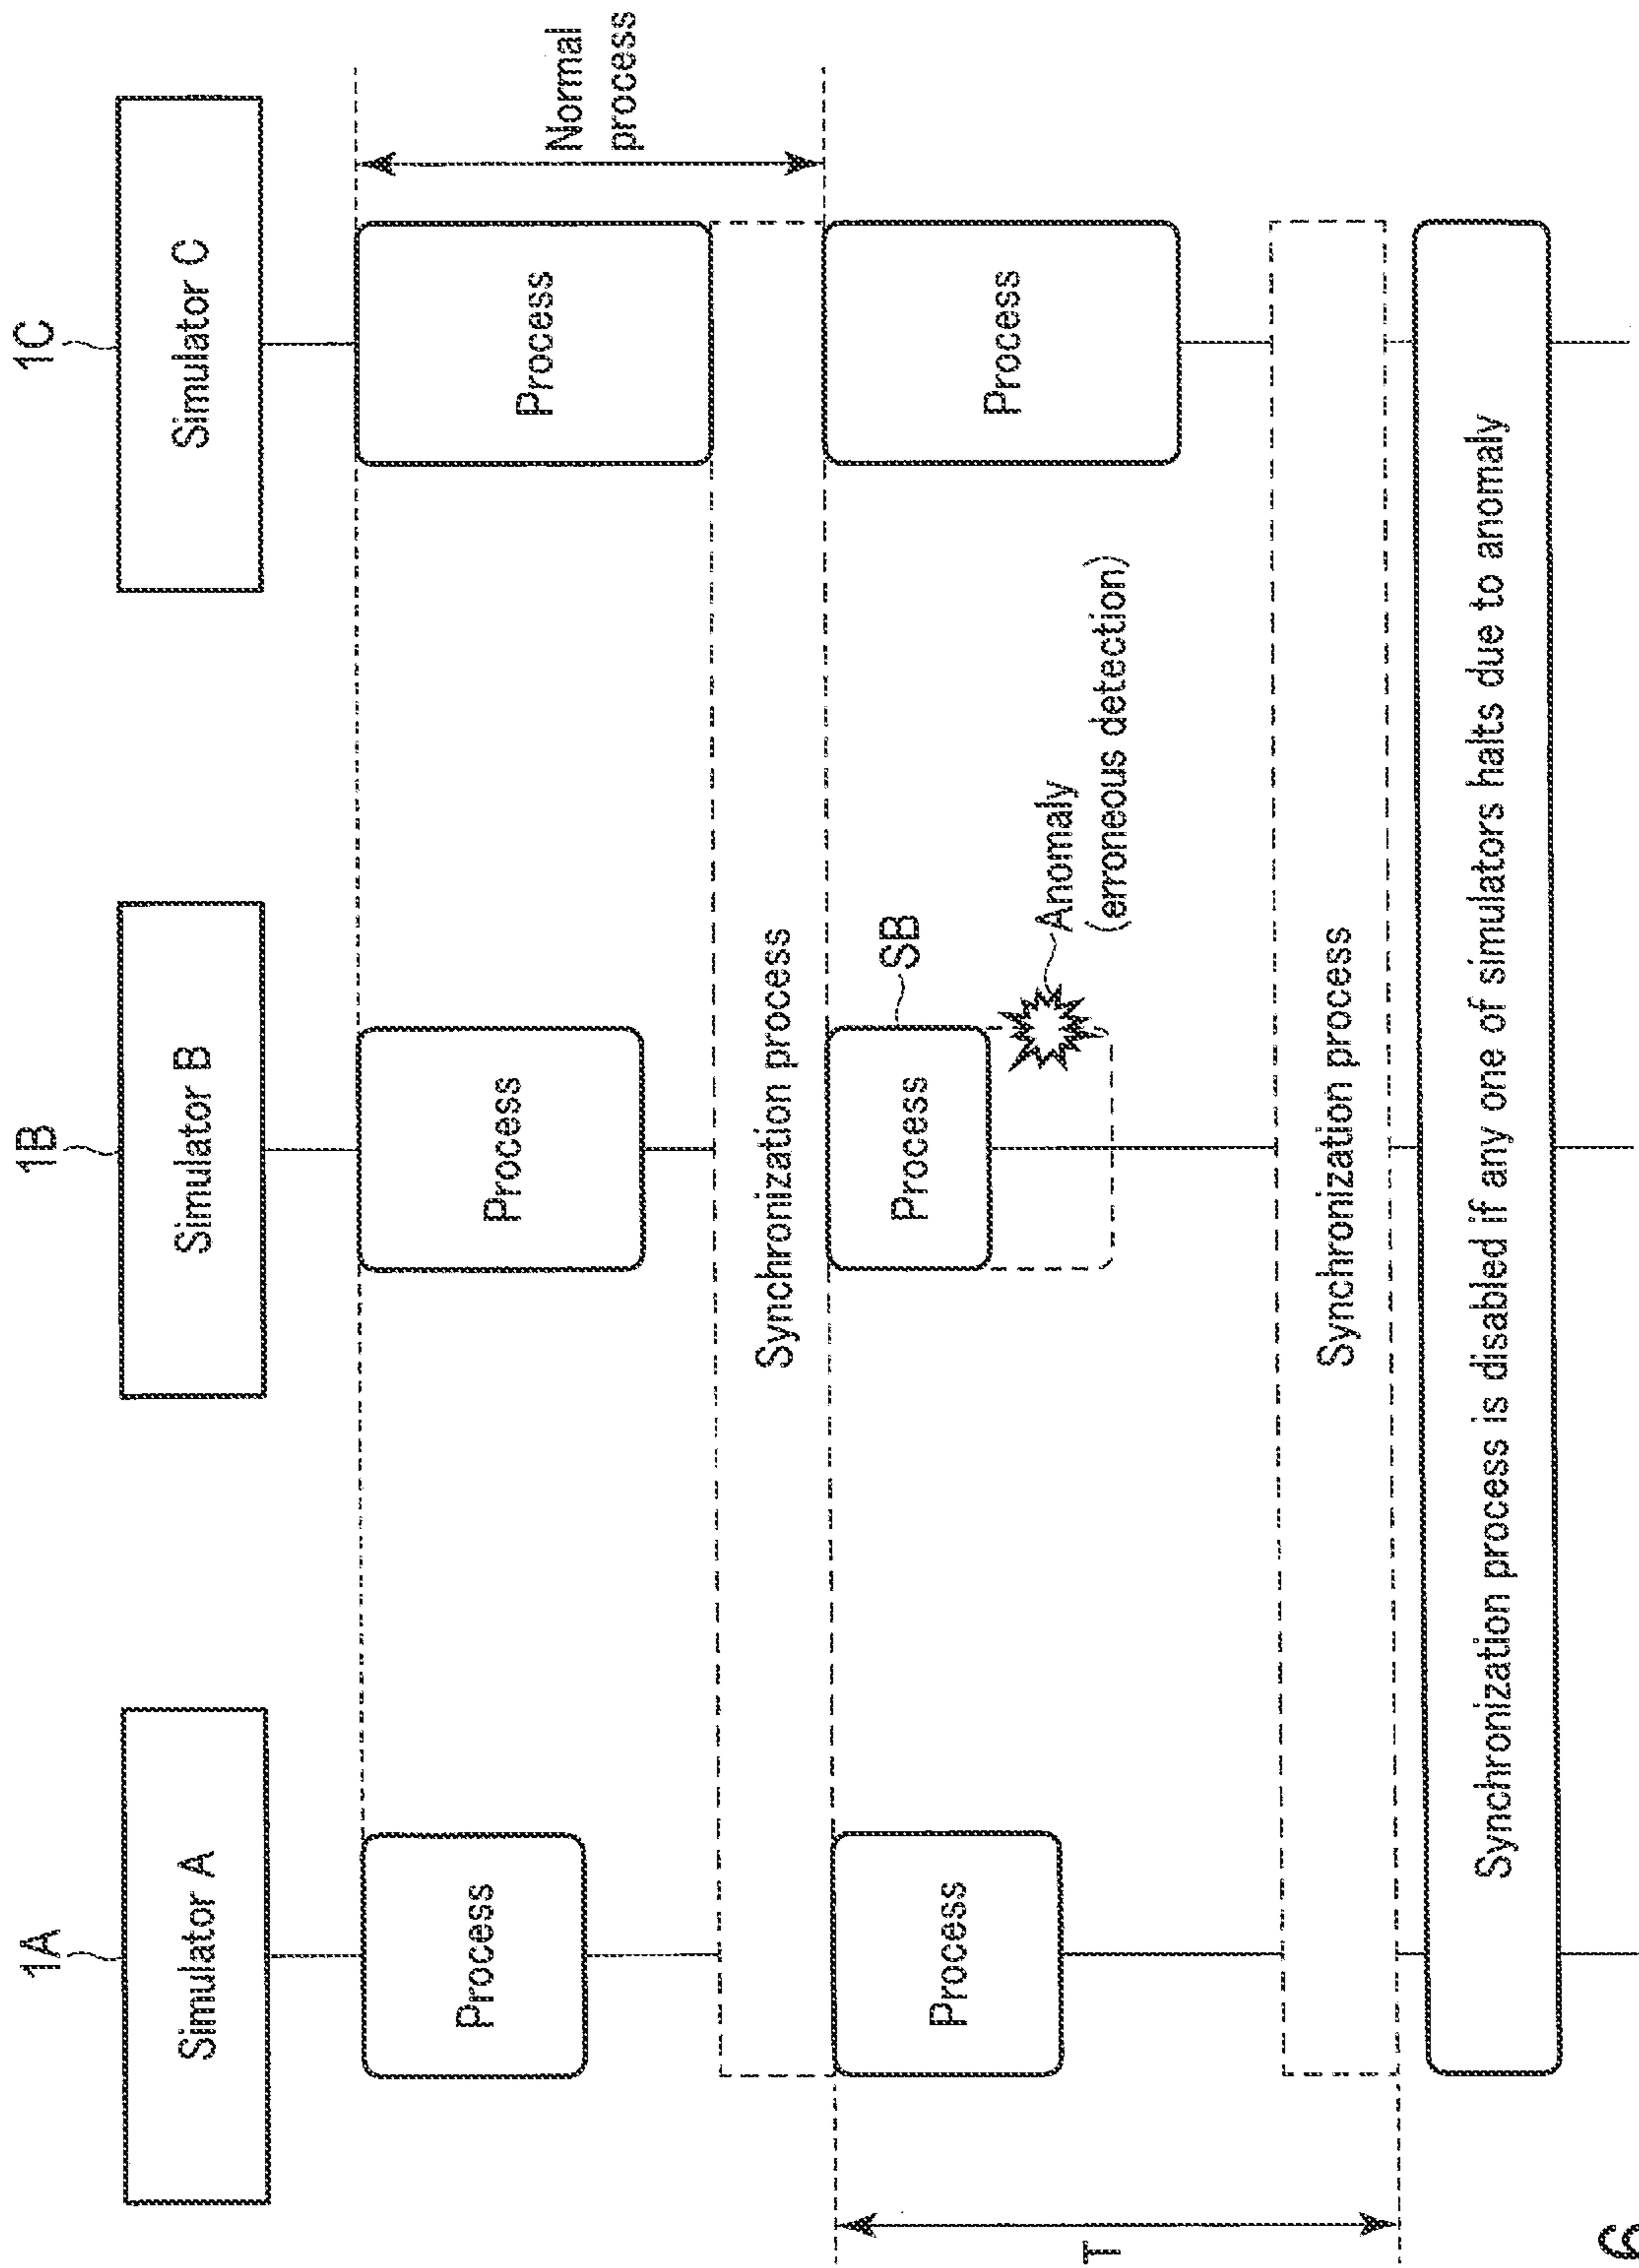 1A
1B
1C
Simulator A
Simulator B
Simulator C
Process
Process
Process
Normal
process
Synchronization process
Process
Process
SB
Process
Anomaly
(erroneous detection)
T
Synchronization process
Synchronization process is disabled if any one of simulators halts due to anomaly